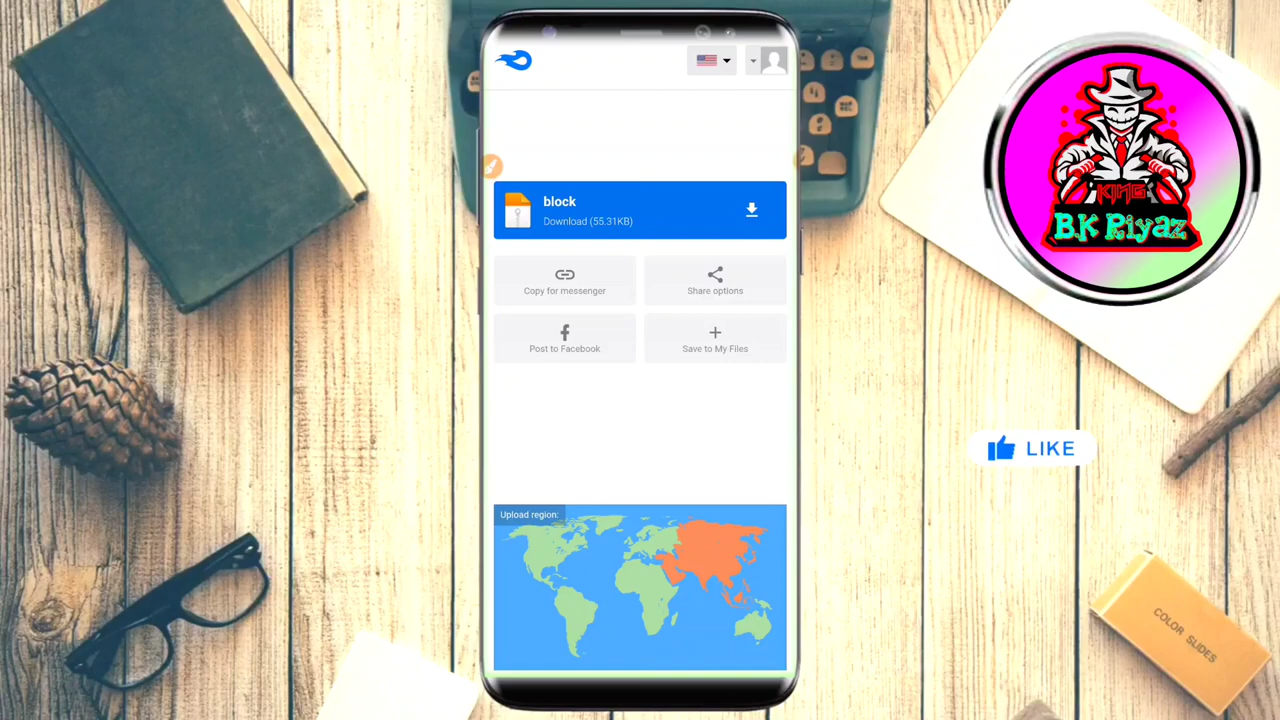 block
Download (55.31KB)
Copy for messenger
Share options
Post to Facebook
Save to My Files
Upload region:
KING
B.K Riyaz
LIKE
COLOR SLIDES